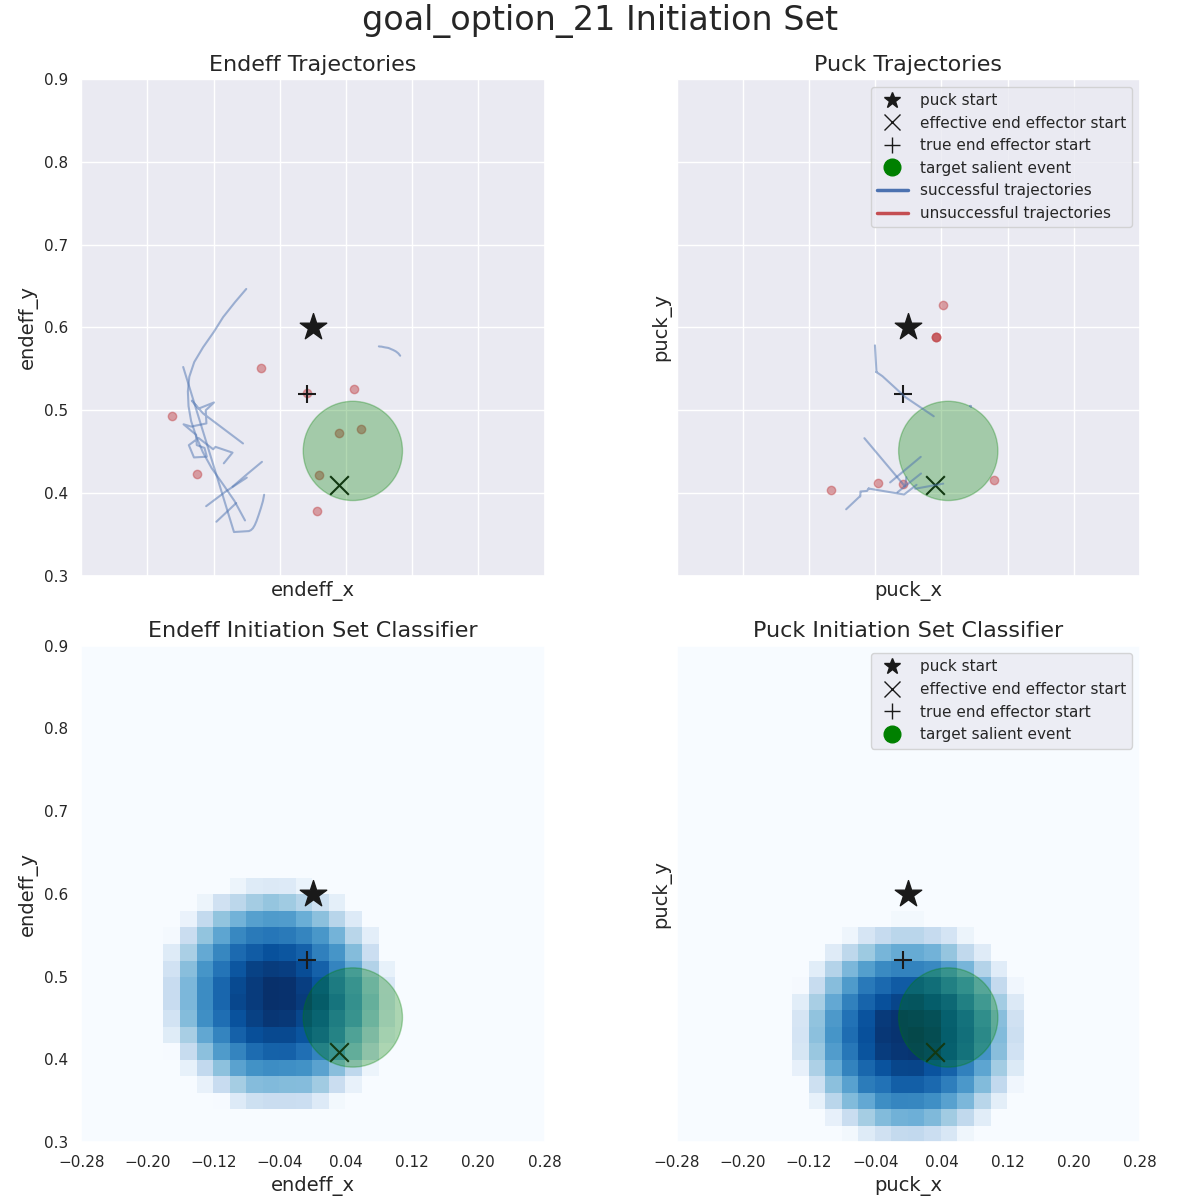 goal_option_21 Initiation Set
Endeff Trajectories
0.9
0.8
0.7
0.6
0.5
0.4
0.3
endeff_y
endeff_x
Puck Trajectories
puck start
effective end effector start
true end effector start
target salient event
successful trajectories
unsuccessful trajectories
puck_y
puck_x
Endeff Initiation Set Classifier
0.9
0.8
0.7
0.6
0.5
0.4
0.3
endeff_y
−0.28 −0.20 −0.12 −0.04 0.04 0.12 0.20 0.28
endeff_x
Puck Initiation Set Classifier
puck start
effective end effector start
true end effector start
target salient event
puck_y
−0.28 −0.20 −0.12 −0.04 0.04 0.12 0.20 0.28
puck_x